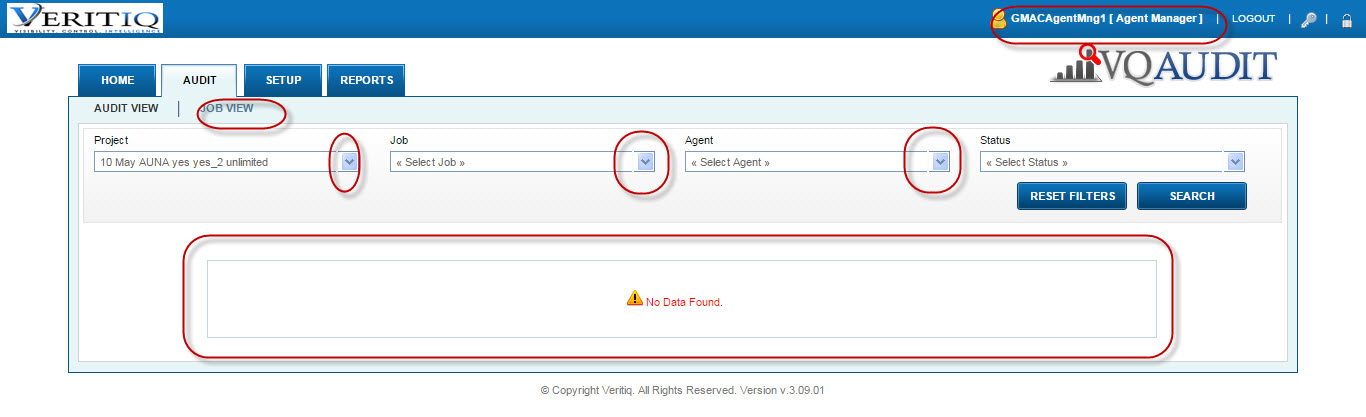 VERITIQ
VISIBILITY. CONTROL. INTELLIGENCE
GMACAgentMng1 [ Agent Manager ] | LOGOUT | |
VQAUDIT
HOME AUDIT SETUP REPORTS
AUDIT VIEW | JOB VIEW
Project Job Agent Status
10 May AUNA yes yes_2 unlimited « Select Job » « Select Agent » « Select Status »
RESET FILTERS SEARCH
No Data Found.
© Copyright Veritiq. All Rights Reserved. Version v.3.09.01